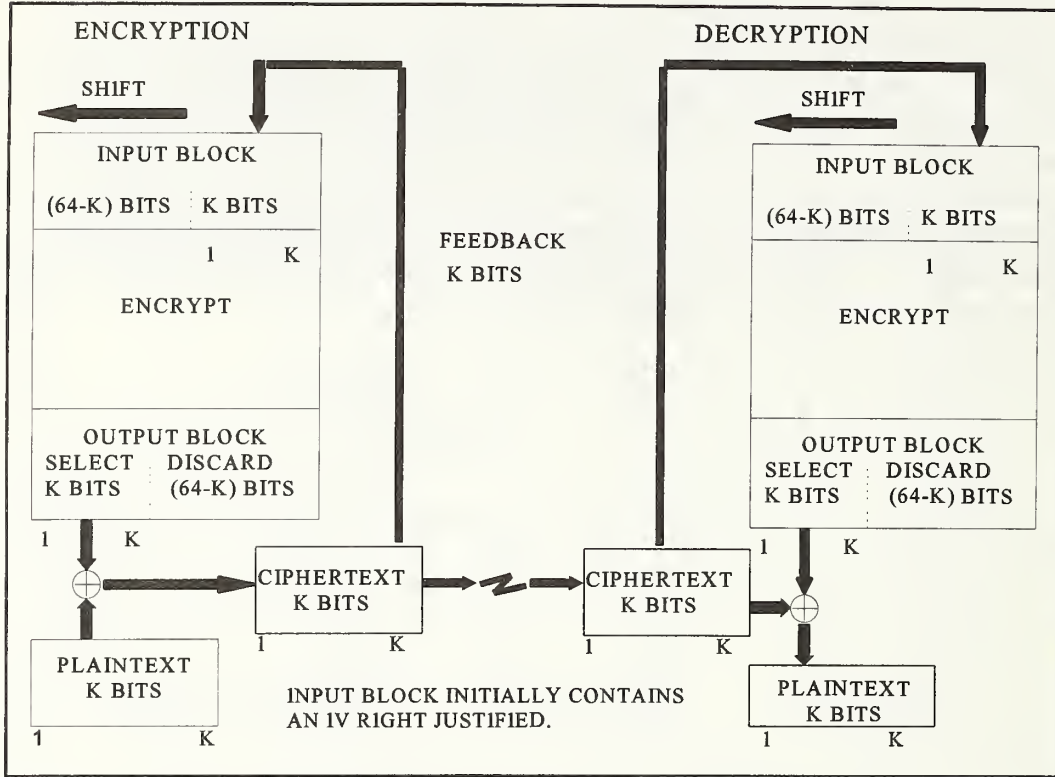 ENCRYPTION
SHIFT
INPUT BLOCK
(64-K) BITS K BITS
1 K
ENCRYPT
OUTPUT BLOCK
SELECT DISCARD
K BITS (64-K) BITS
1 K
PLAINTEXT
K BITS
1 K
CIPHERTEXT
K BITS
1 K
FEEDBACK
K BITS
DECRYPTION
SHIFT
INPUT BLOCK
(64-K) BITS K BITS
1 K
ENCRYPT
OUTPUT BLOCK
SELECT DISCARD
K BITS (64-K) BITS
1 K
CIPHERTEXT
K BITS
1 K
PLAINTEXT
K BITS
1 K
INPUT BLOCK INITIALLY CONTAINS
AN IV RIGHT JUSTIFIED.